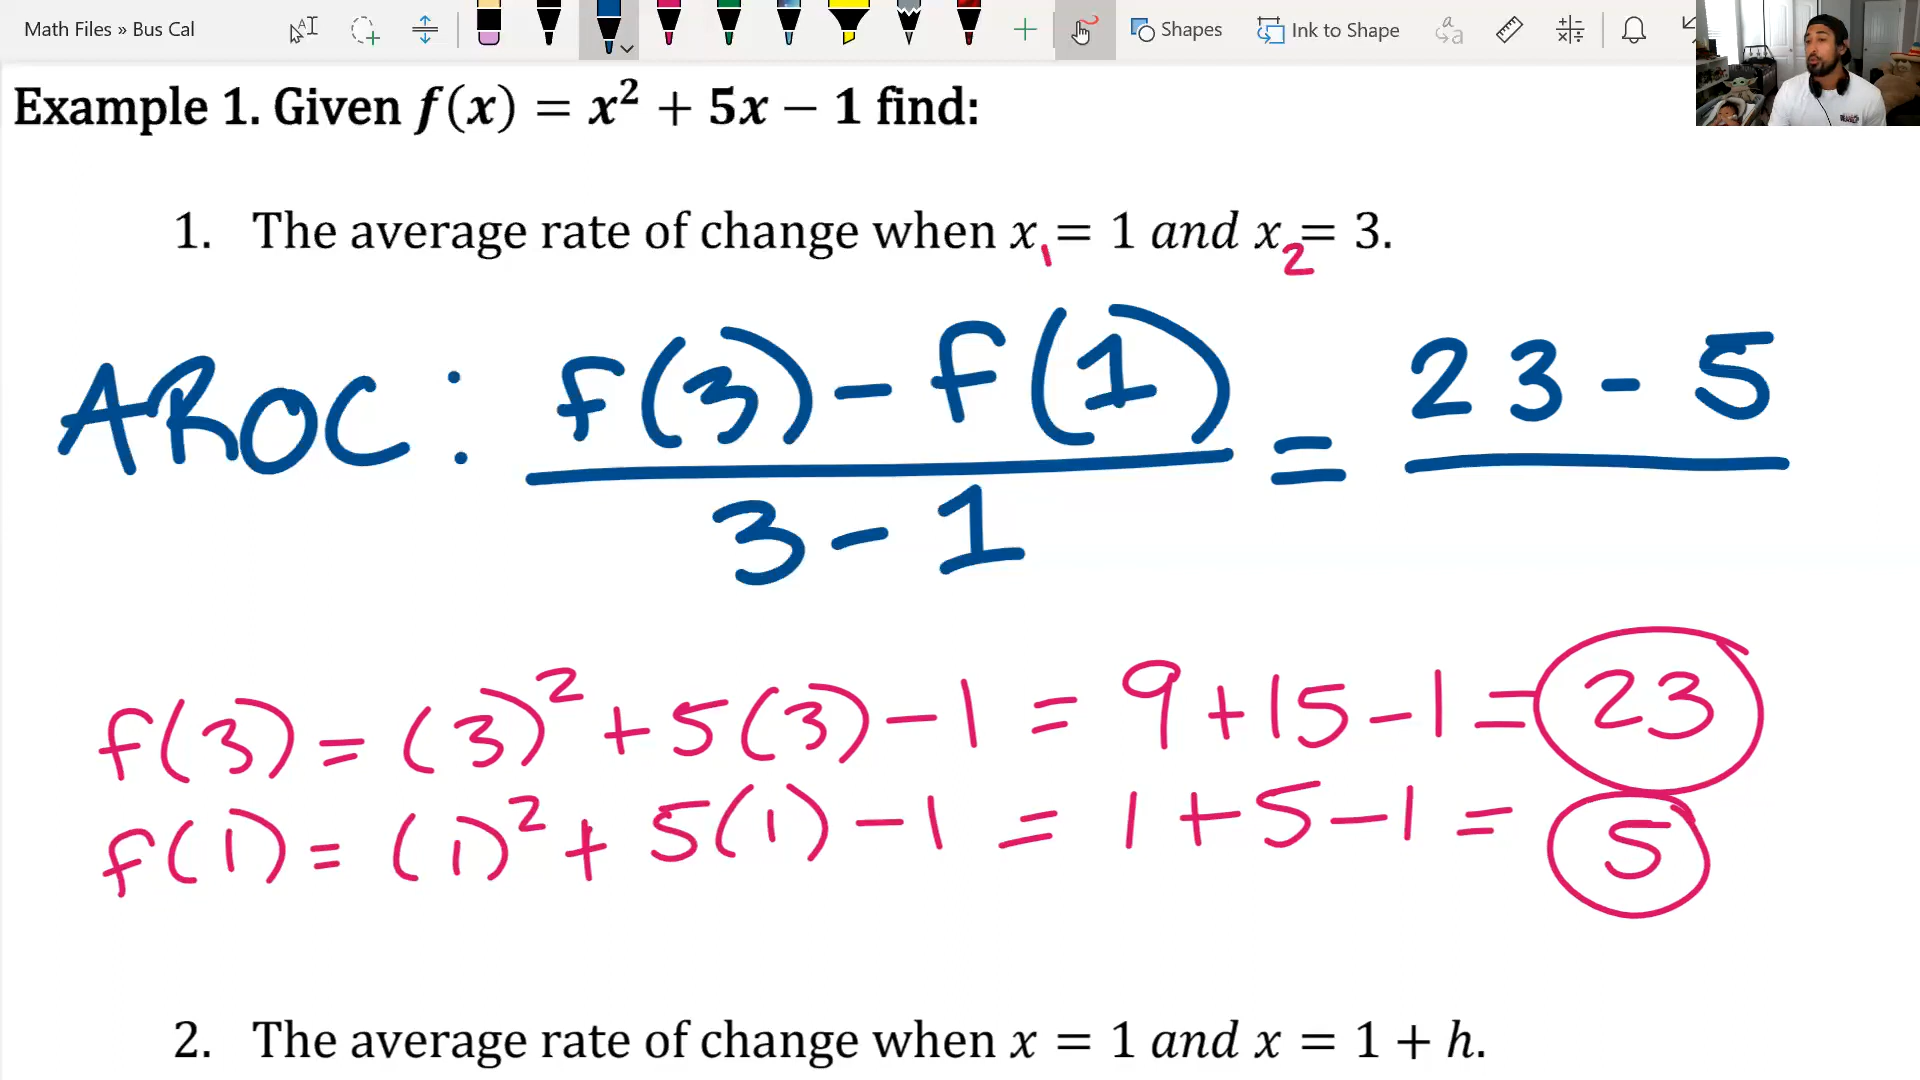 Math Files » Bus Cal
Shapes
Ink to Shape
Example 1. Given f(x) = x² + 5x − 1 find:
1. The average rate of change when x₁ = 1 and x₂ = 3.
AROC : f(3) - f(1) = 23 - 5
3 - 1
f(3) = (3)² + 5(3) - 1 = 9 + 15 - 1 = 23
f(1) = (1)² + 5(1) - 1 = 1 + 5 - 1 = 5
2. The average rate of change when x = 1 and x = 1 + h.